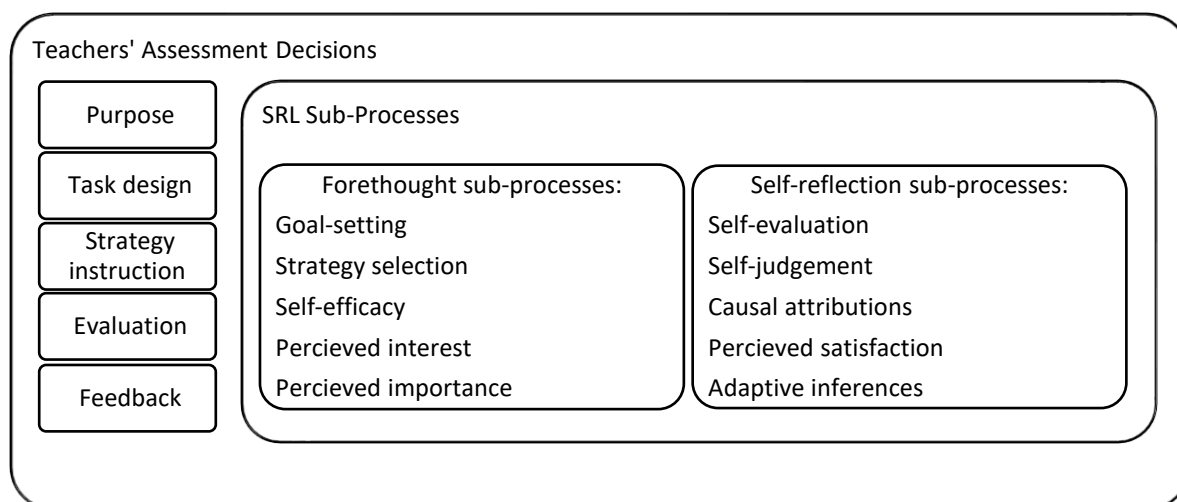 Teachers' Assessment Decisions
Purpose
Task design
Strategy
instruction
Evaluation
Feedback
SRL Sub-Processes
Forethought sub-processes:
Goal-setting
Strategy selection
Self-efficacy
Percieved interest
Percieved importance
Self-reflection sub-processes:
Self-evaluation
Self-judgement
Causal attributions
Percieved satisfaction
Adaptive inferences